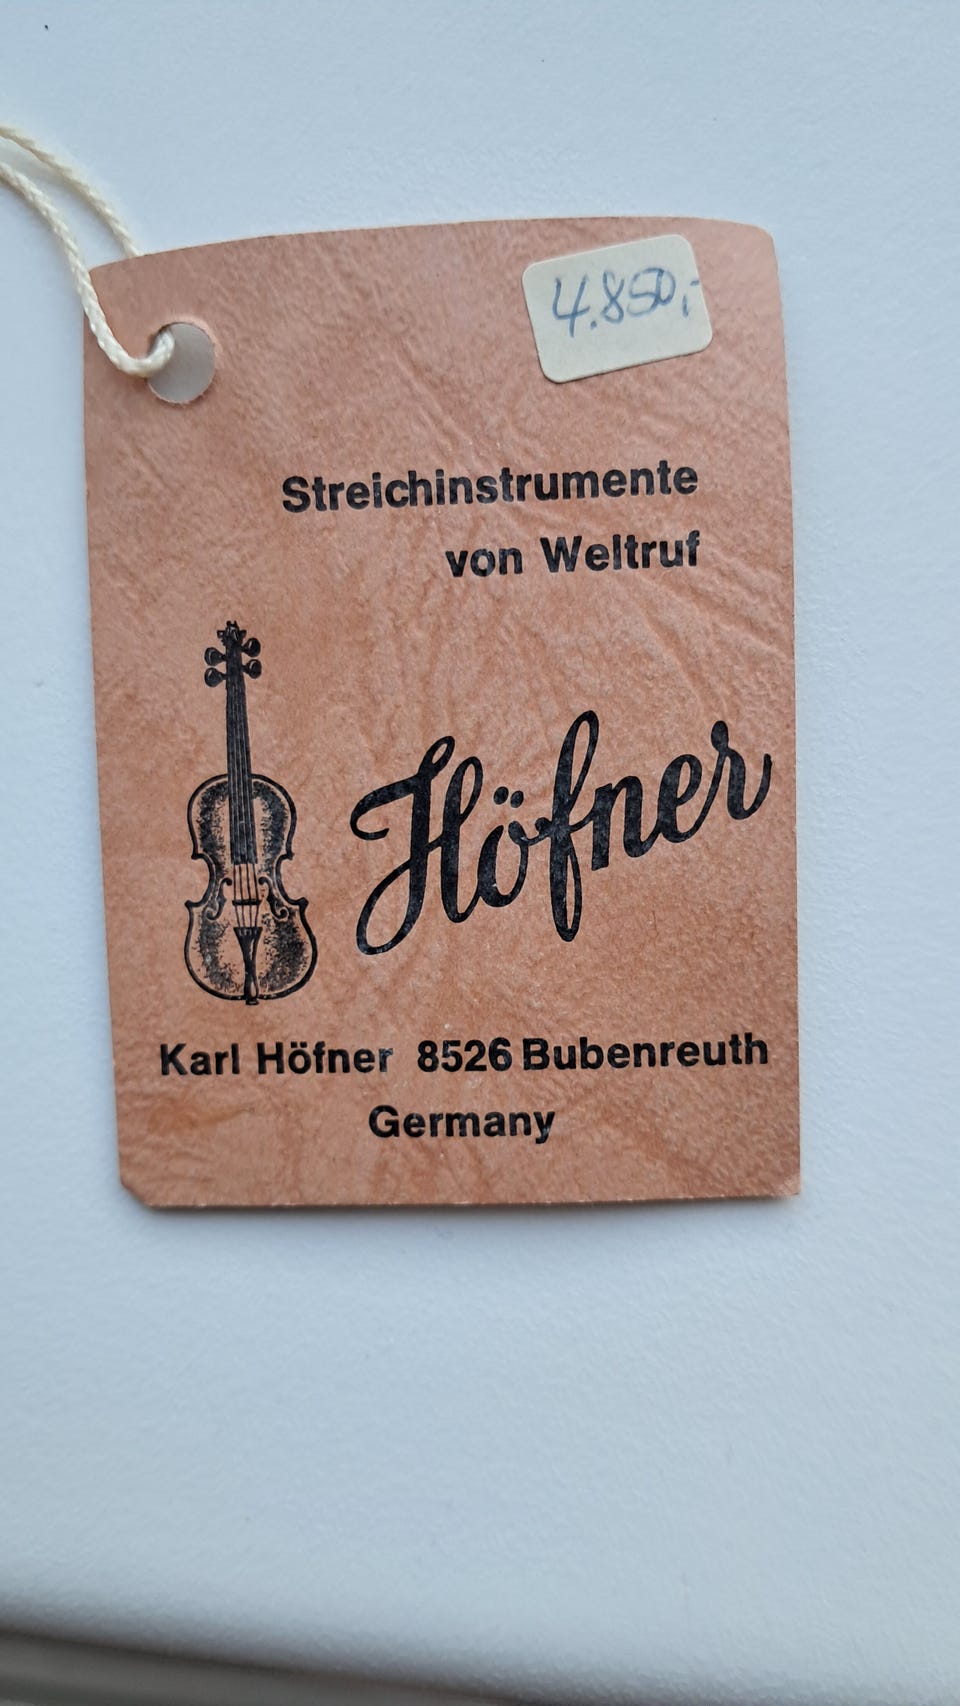 4.850,-
Streichinstrumente
von Weltruf
Höfner
Karl Höfner 8526 Bubenreuth
Germany